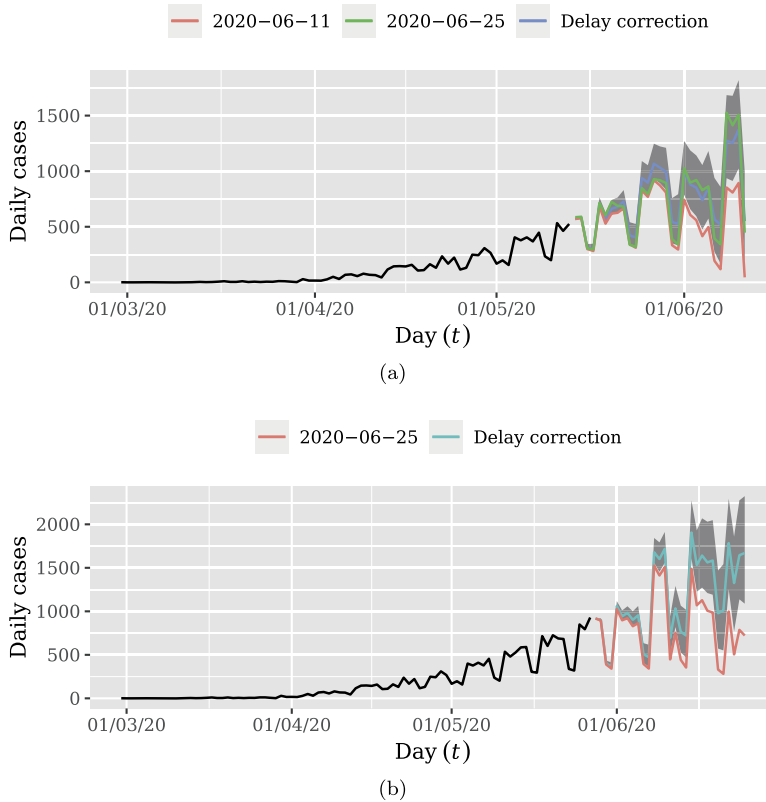 2020−06−11 2020−06−25 Delay correction
1500
1000
500
0
Daily cases
01/03/20 01/04/20 01/05/20 01/06/20
Day (t)
(a)
2020−06−25 Delay correction
2000
1500
1000
500
0
Daily cases
01/03/20 01/04/20 01/05/20 01/06/20
Day (t)
(b)